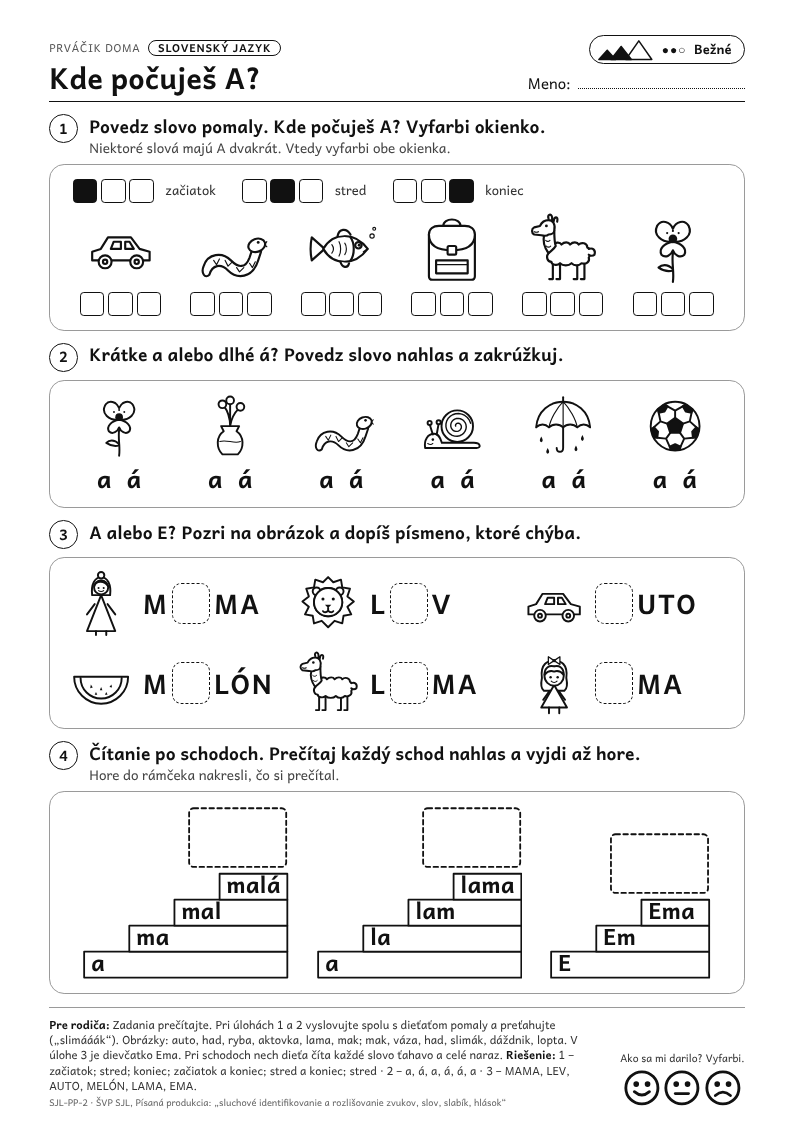 PRVÁČIK DOMA SLOVENSKÝ JAZYK
●●○ Bežné
Kde počuješ A?
Meno:
1 Povedz slovo pomaly. Kde počuješ A? Vyfarbi okienko.
Niektoré slová majú A dvakrát. Vtedy vyfarbi obe okienka.
začiatok stred koniec
2 Krátke a alebo dlhé á? Povedz slovo nahlas a zakrúžkuj.
a á a á a á a á a á a á
3 A alebo E? Pozri na obrázok a dopíš písmeno, ktoré chýba.
M MA L V UTO
M LÓN L MA MA
4 Čítanie po schodoch. Prečítaj každý schod nahlas a vyjdi až hore.
Hore do rámčeka nakresli, čo si prečítal.
malá
mal
ma
a
lama
lam
la
a
Ema
Em
E
Pre rodiča: Zadania prečítajte. Pri úlohách 1 a 2 vyslovujte spolu s dieťaťom pomaly a preťahujte
(„slimááák“). Obrázky: auto, had, ryba, aktovka, lama, mak; mak, váza, had, slimák, dáždnik, lopta. V
úlohe 3 je dievčatko Ema. Pri schodoch nech dieťa číta každé slovo ťahavo a celé naraz. Riešenie: 1 –
začiatok; stred; koniec; začiatok a koniec; stred a koniec; stred · 2 – a, á, a, á, á, a · 3 – MAMA, LEV,
AUTO, MELÓN, LAMA, EMA.
SJL-PP-2 · ŠVP SJL, Písaná produkcia: „sluchové identifikovanie a rozlišovanie zvukov, slov, slabík, hlások“
Ako sa mi darilo? Vyfarbi.